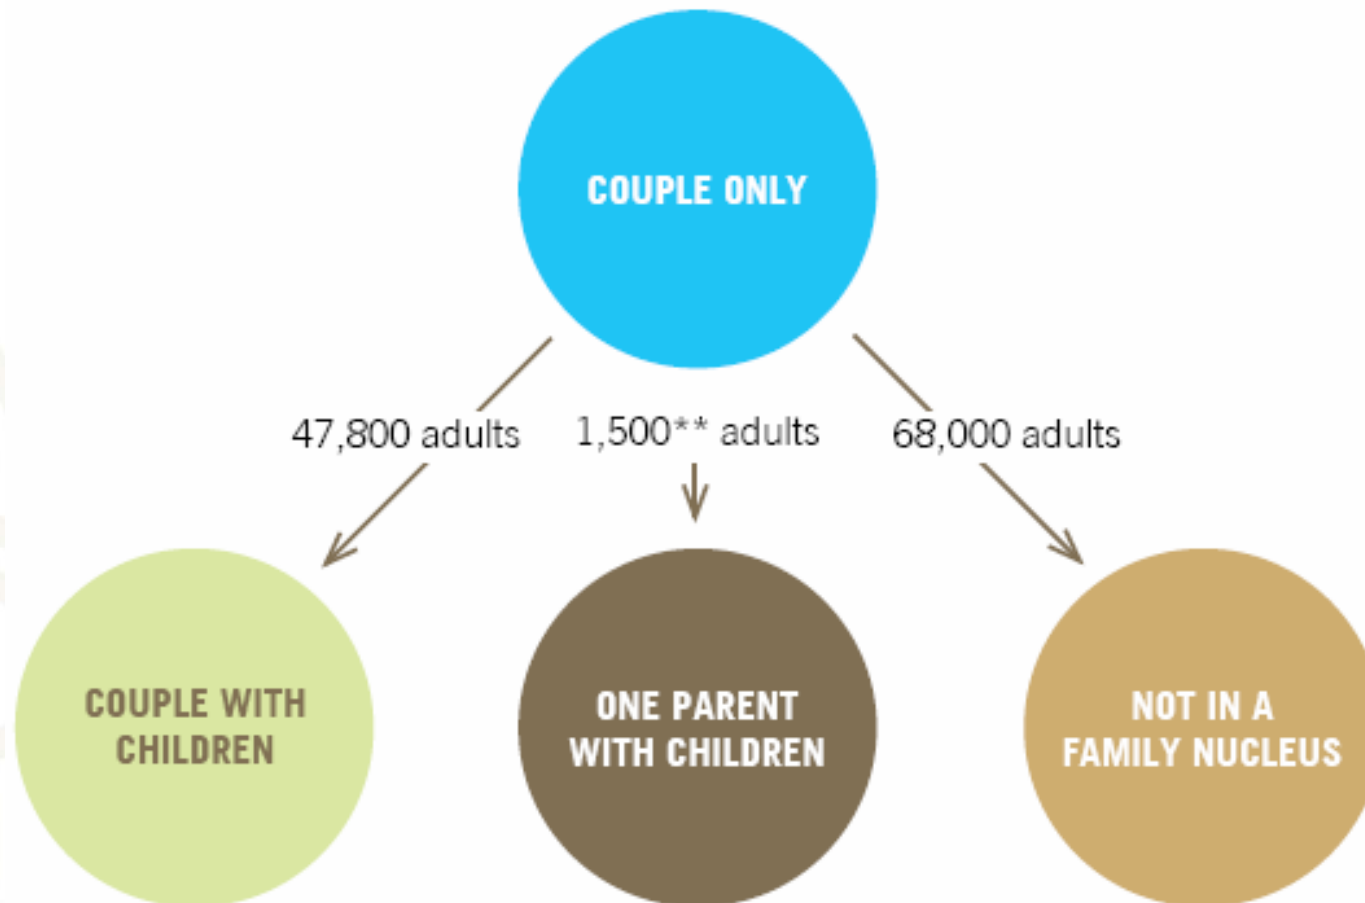 COUPLE ONLY
47,800 adults
1,500** adults
68,000 adults
COUPLE WITH
CHILDREN
ONE PARENT
WITH CHILDREN
NOT IN A
FAMILY NUCLEUS